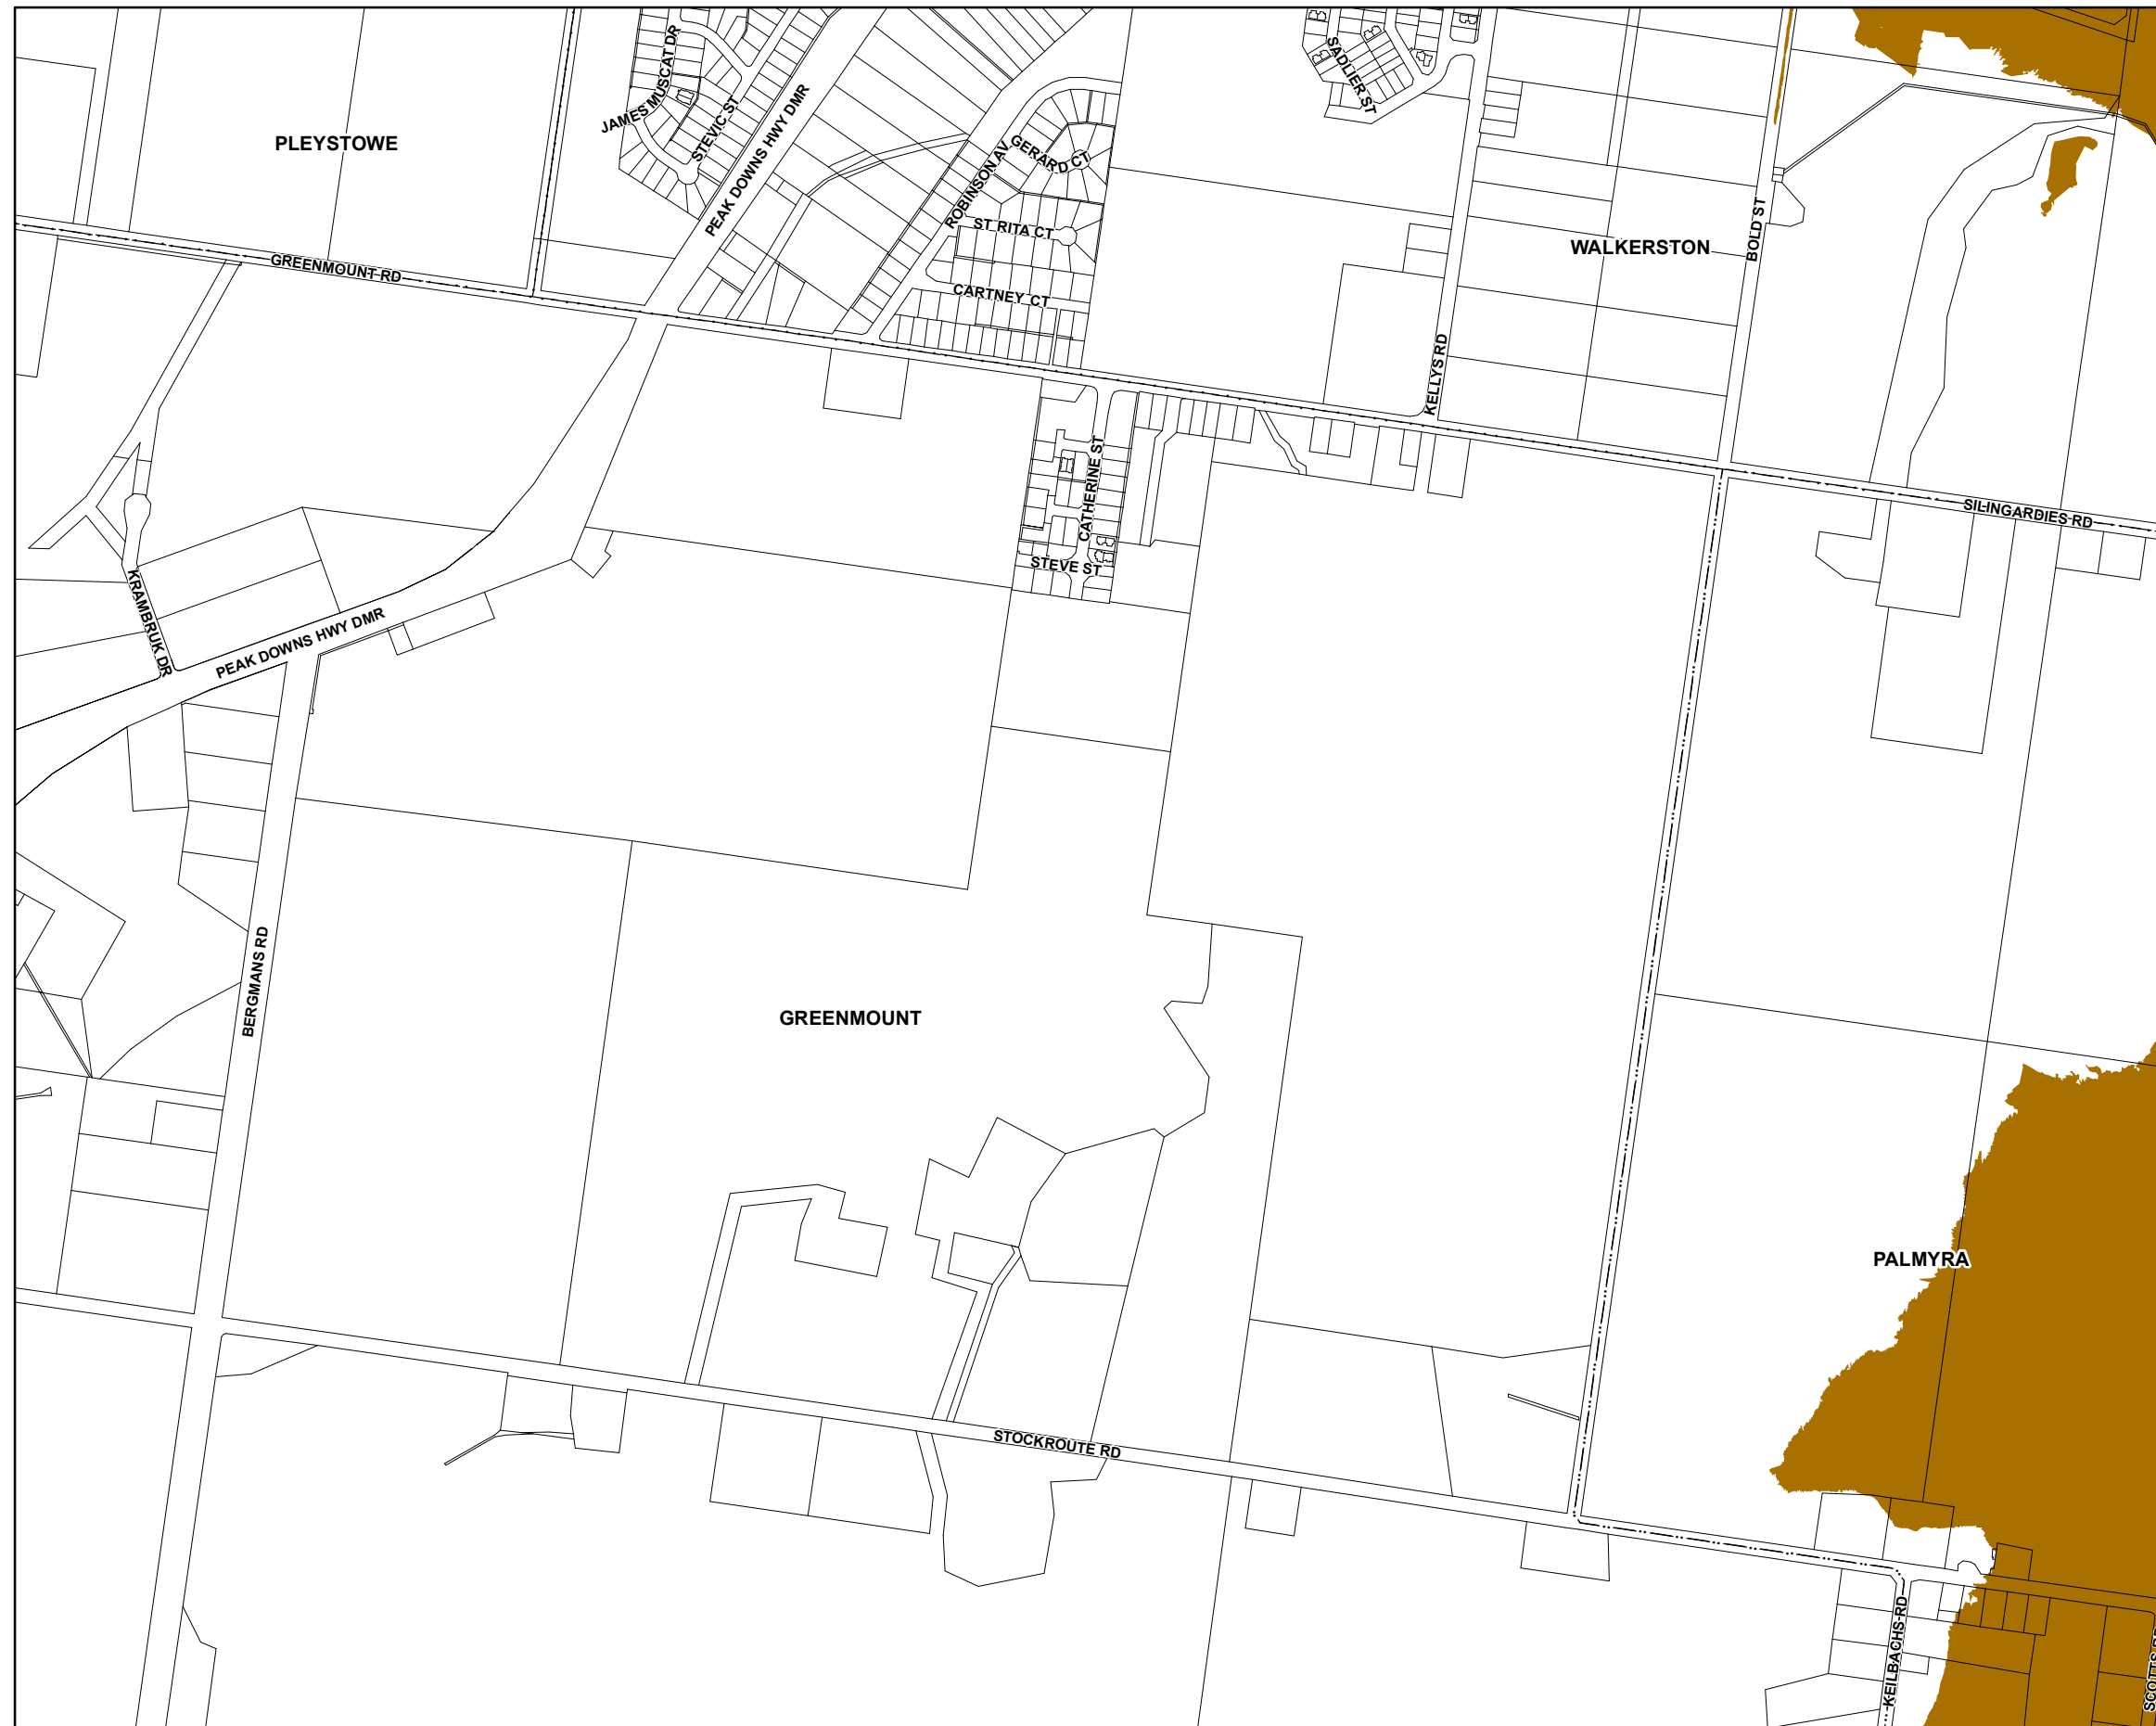 JAMES MUSCAT DR
STEVIC ST
PEAK DOWNS HWY DMR
SADLIER ST
PLEYSTOWE
ROBINSON AV
GERARD CT
ST RITA CT
WALKERSTON
BOLD ST
GREENMOUNT RD
CARTNEY CT
KELLYS RD
CATHERINE ST
SILINGARDIES RD
STEVE ST
KRAMBRUK DR
PEAK DOWNS HWY DMR
BERGMANS RD
GREENMOUNT
PALMYRA
STOCKROUTE RD
KEILBACHS RD
SCOTTS RD